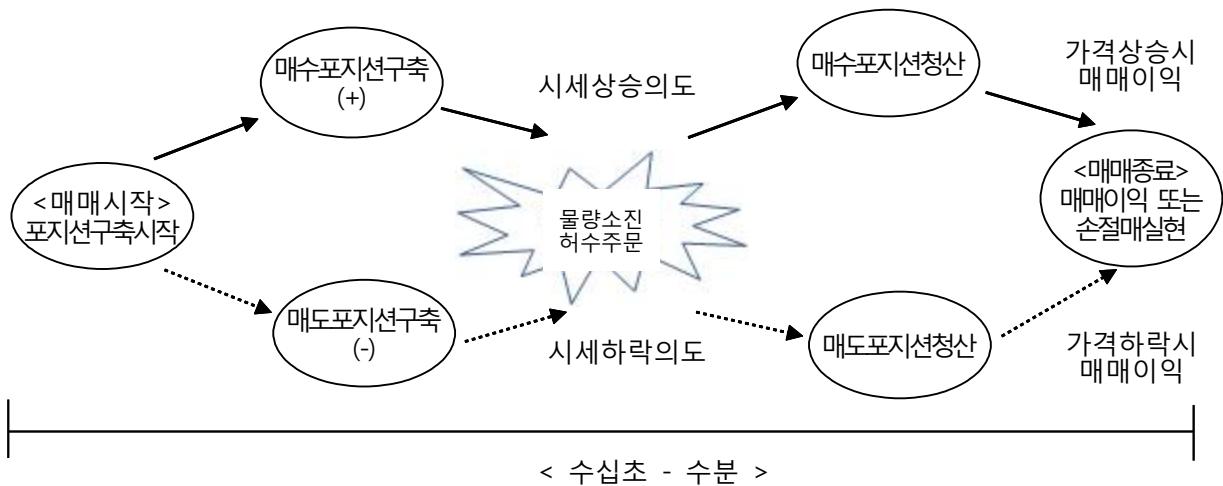 매수포지션구축
(+)
시세상승의도
매수포지션청산
가격상승시
매매이익
<매매시작>
포지션구축시작
물량소진
허수주문
<매매종료>
매매이익 또는
손절매실현
매도포지션구축
(-)
시세하락의도
매도포지션청산
가격하락시
매매이익
< 수십초 - 수분 >